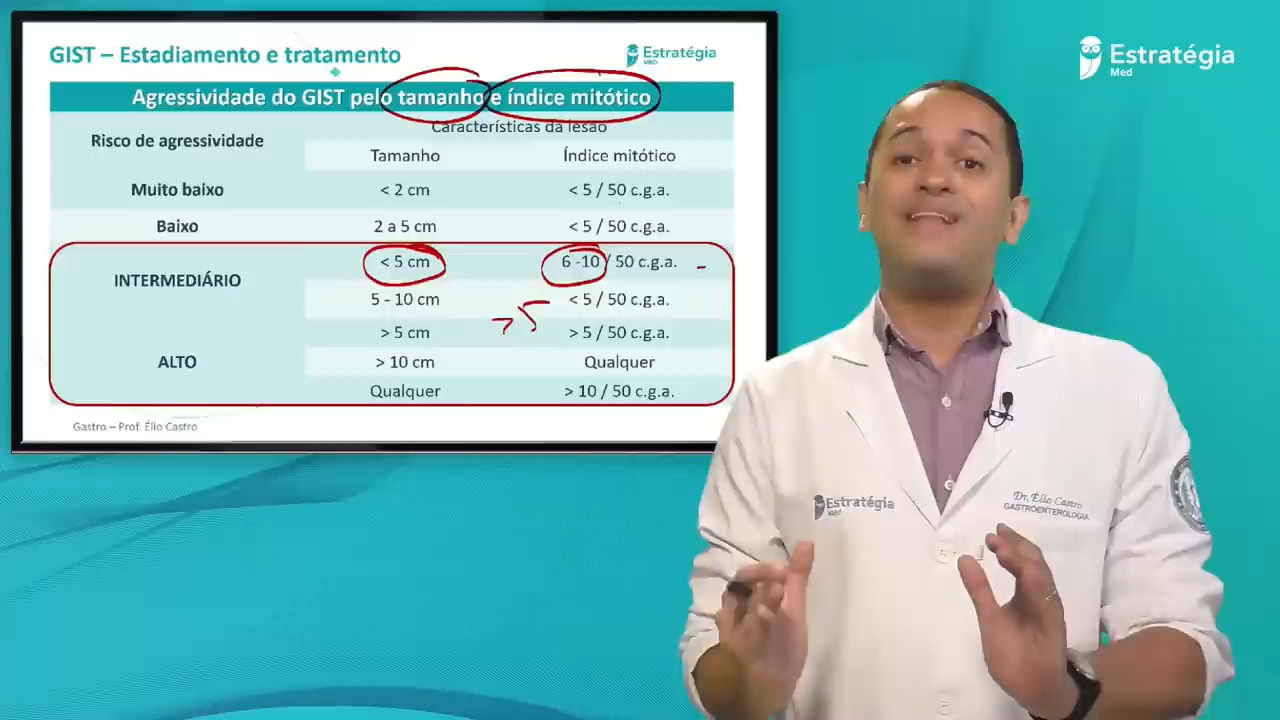 GIST – Estadiamento e tratamento
Estratégia
MED
Agressividade do GIST pelo tamanho e índice mitótico
Risco de agressividade
Características da lesão
Tamanho Índice mitótico
Muito baixo < 2 cm < 5 / 50 c.g.a.
Baixo 2 a 5 cm < 5 / 50 c.g.a.
INTERMEDIÁRIO
< 5 cm 6 -10 / 50 c.g.a. -
5 - 10 cm < 5 / 50 c.g.a.
> 5
ALTO
> 5 cm > 5 / 50 c.g.a.
> 10 cm Qualquer
Qualquer > 10 / 50 c.g.a.
Gastro – Prof. Élio Castro
Estratégia
Med
Estratégia
Med
Dr. Élio Castro
GASTROENTEROLOGIA